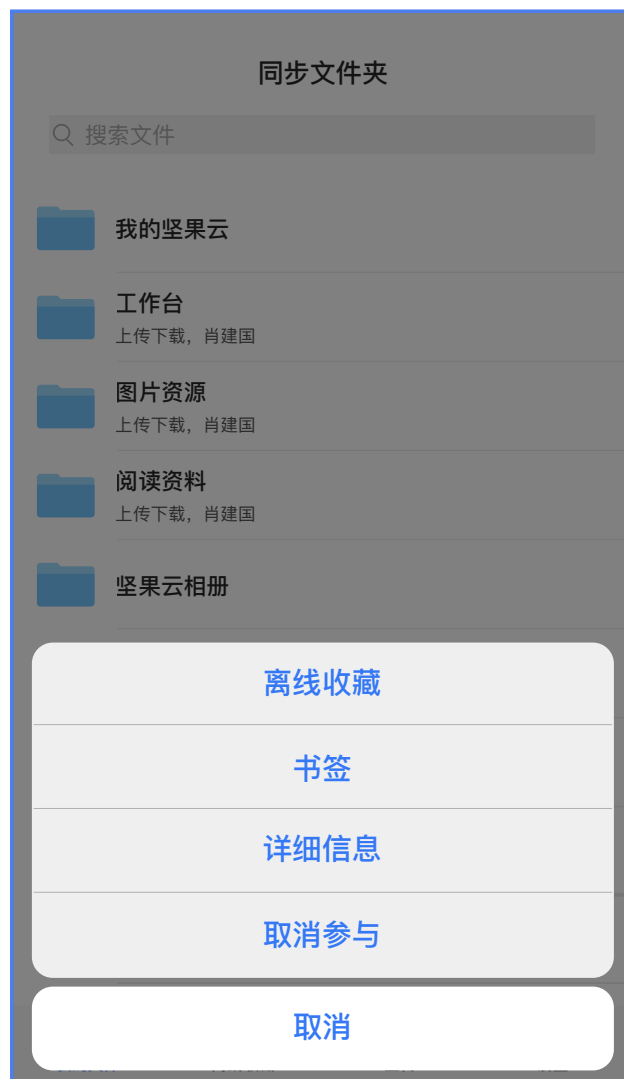 同步文件夹
搜索文件
我的坚果云
工作台
上传下载，肖建国
图片资源
上传下载，肖建国
阅读资料
上传下载，肖建国
坚果云相册
离线收藏
书签
详细信息
取消参与
取消